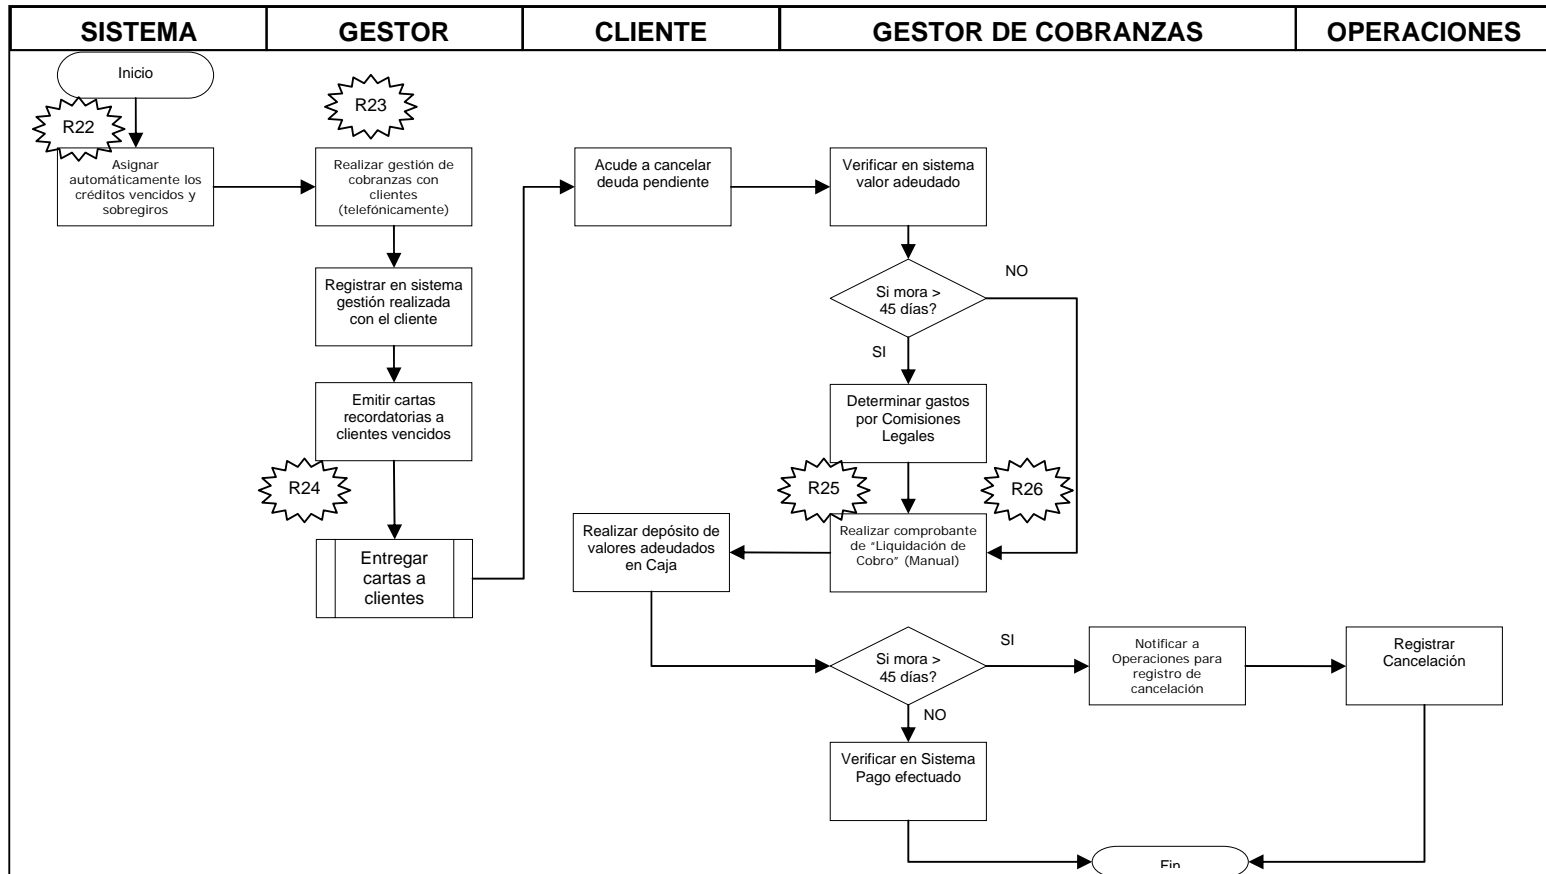 SISTEMA
GESTOR
CLIENTE
GESTOR DE COBRANZAS
OPERACIONES
Inicio
R22
Asignar
automáticamente los
créditos vencidos y
sobregiros
R23
Realizar gestión de
cobranzas con
clientes
(telefónicamente)
Registrar en sistema
gestión realizada
con el cliente
Emitir cartas
recordatorias a
clientes vencidos
R24
Entregar
cartas a
clientes
Acude a cancelar
deuda pendiente
Verificar en sistema
valor adeudado
Si mora >
45 días?
NO
SI
Determinar gastos
por Comisiones
Legales
R25
R26
Realizar comprobante
de "Liquidación de
Cobro" (Manual)
Realizar depósito de
valores adeudados
en Caja
Si mora >
45 días?
SI
NO
Notificar a
Operaciones para
registro de
cancelación
Registrar
Cancelación
Verificar en Sistema
Pago efectuado
Fin